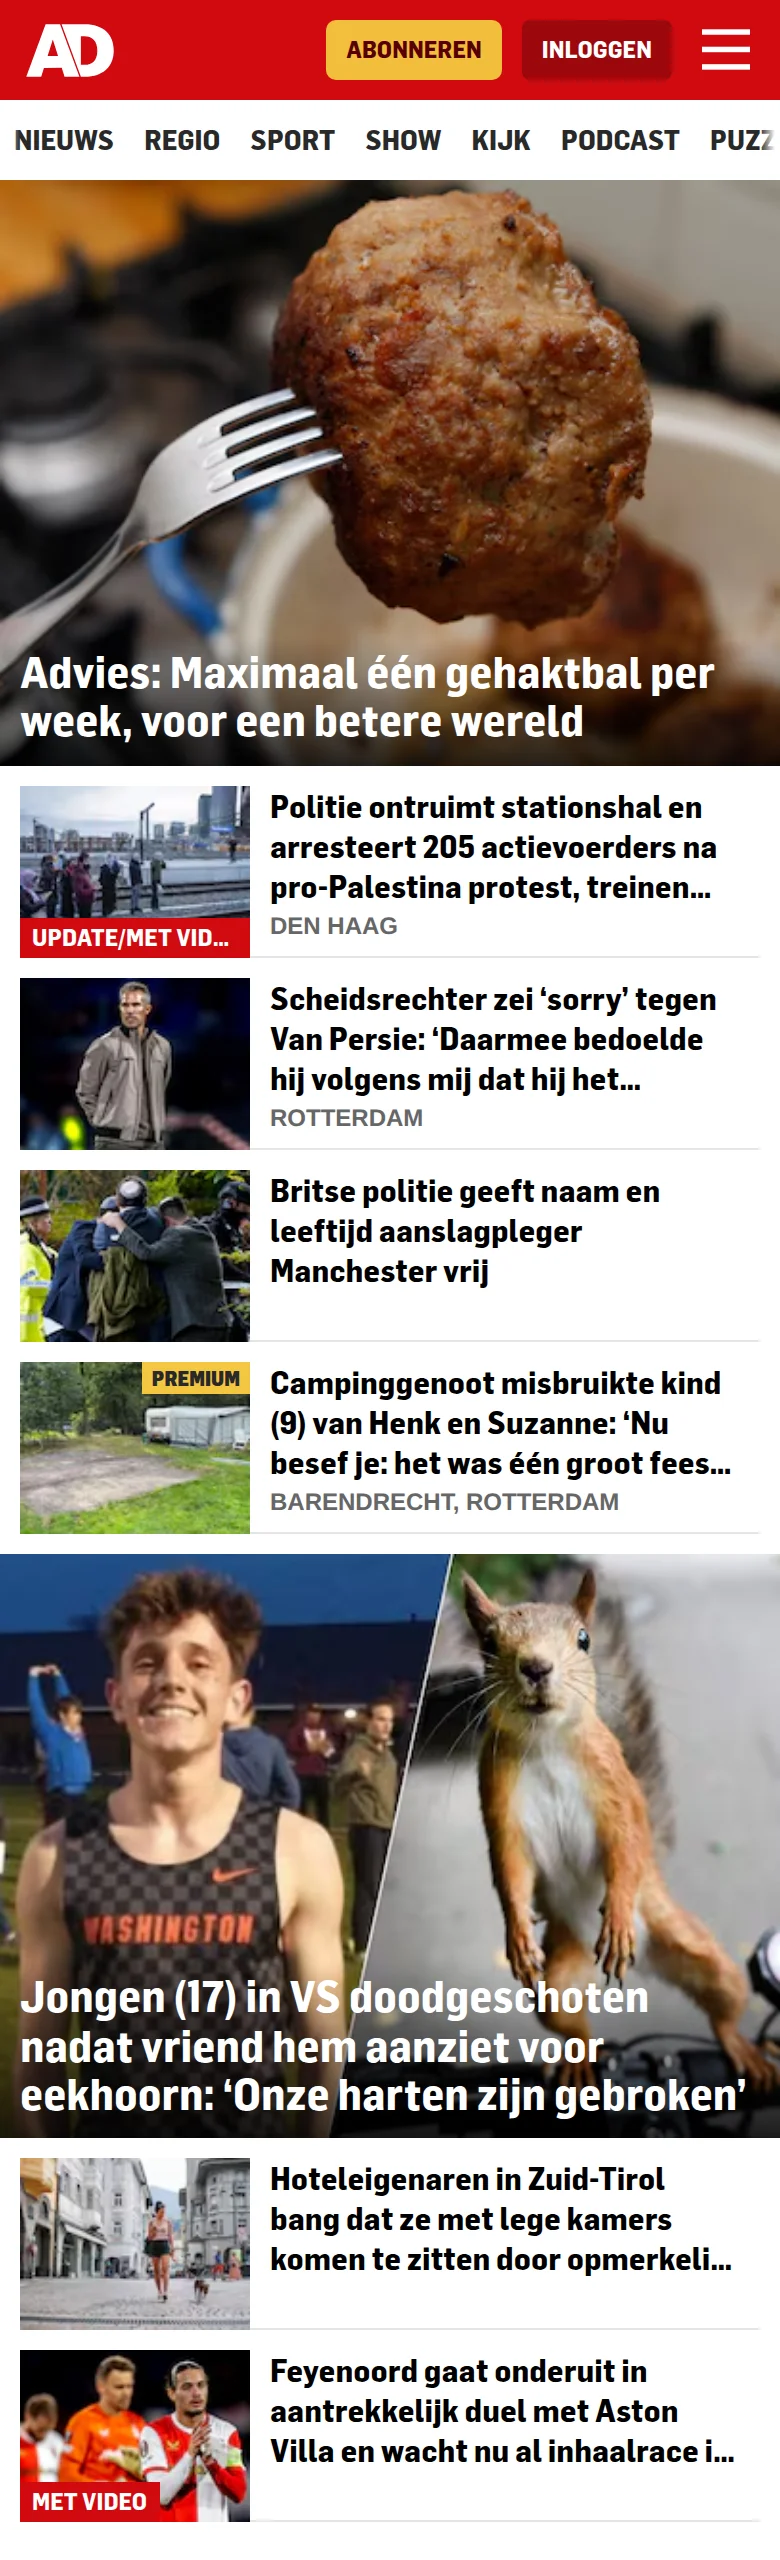 AD
ABONNEREN
INLOGGEN
NIEUWS REGIO SPORT SHOW KIJK PODCAST PUZZ
Advies: Maximaal één gehaktbal per
week, voor een betere wereld
Politie ontruimt stationshal en
arresteert 205 actievoerders na
pro-Palestina protest, treinen...
DEN HAAG
UPDATE/MET VID...
Scheidsrechter zei ‘sorry’ tegen
Van Persie: ‘Daarmee bedoelde
hij volgens mij dat hij het...
ROTTERDAM
Britse politie geeft naam en
leeftijd aanslagpleger
Manchester vrij
PREMIUM
Campinggenoot misbruikte kind
(9) van Henk en Suzanne: ‘Nu
besef je: het was één groot fees...
BARENDRECHT, ROTTERDAM
WASHINGTON
Jongen (17) in VS doodgeschoten
nadat vriend hem aanziet voor
eekhoorn: ‘Onze harten zijn gebroken’
Hoteleigenaren in Zuid-Tirol
bang dat ze met lege kamers
komen te zitten door opmerkeli...
Feyenoord gaat onderuit in
aantrekkelijk duel met Aston
Villa en wacht nu al inhaalrace i...
MET VIDEO